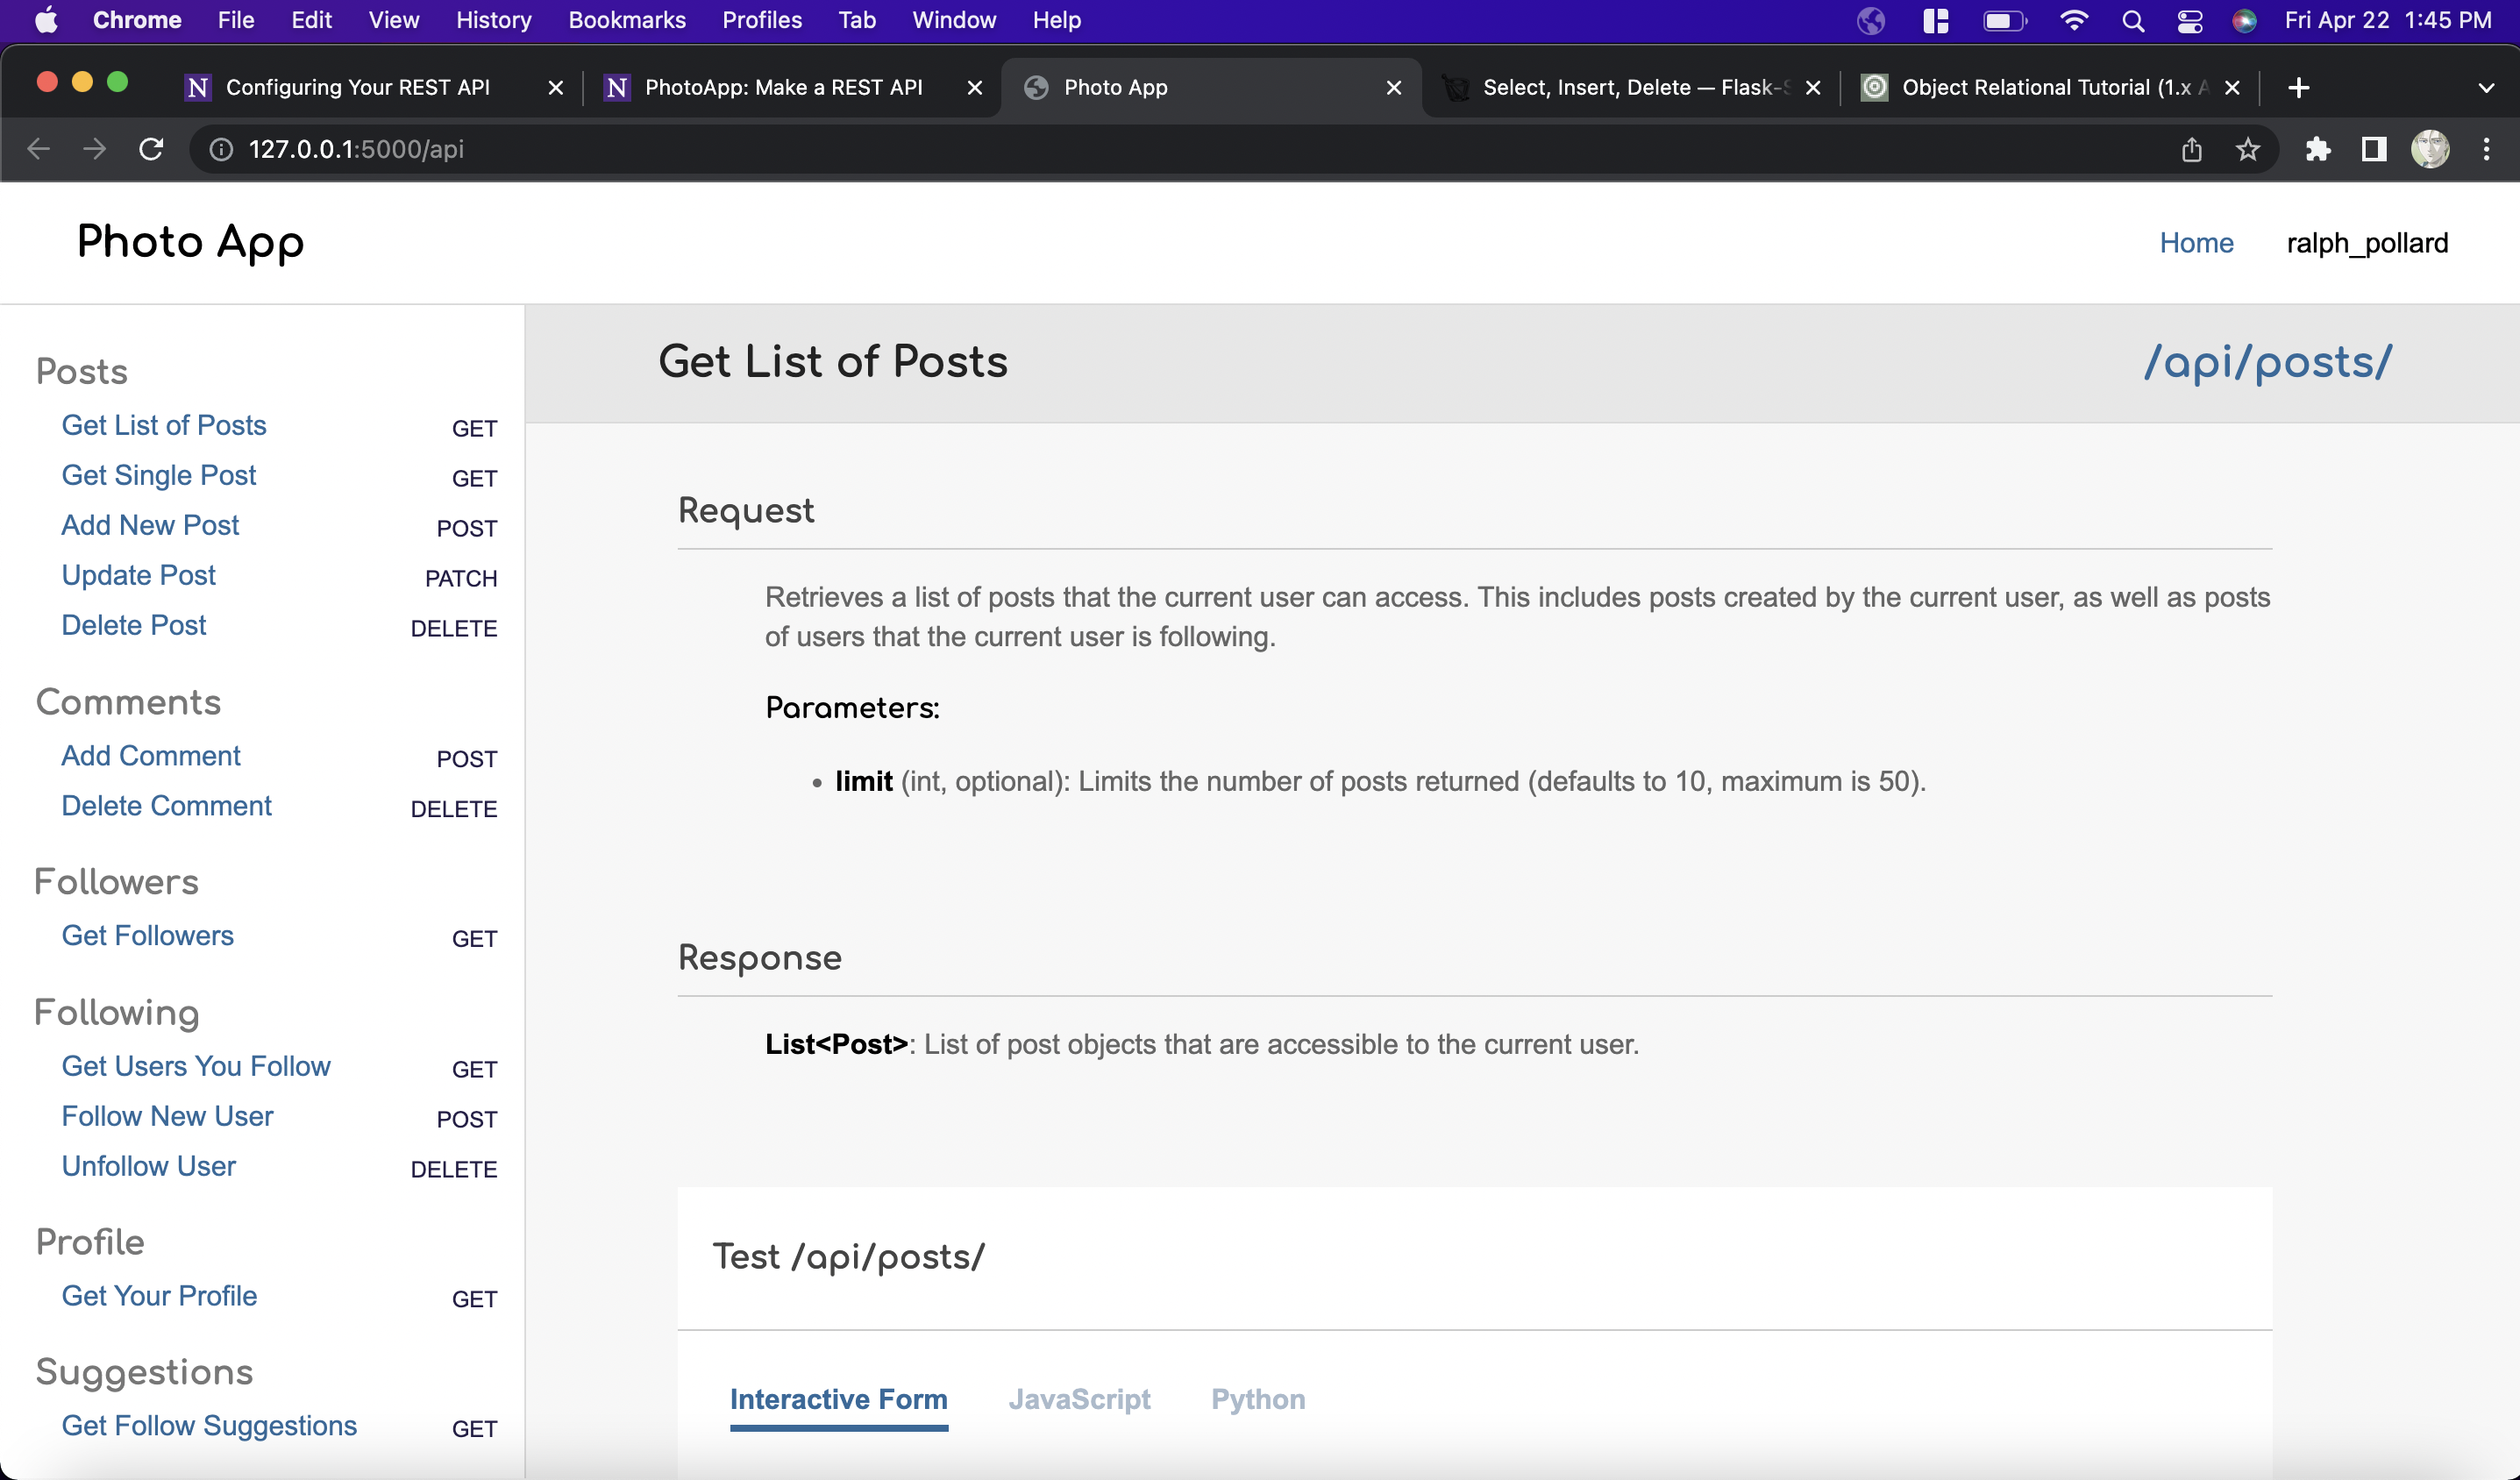 Chrome File Edit View History Bookmarks Profiles Tab Window Help Fri Apr 22 1:45 PM
Configuring Your REST API PhotoApp: Make a REST API Photo App Select, Insert, Delete — Flask- Object Relational Tutorial (1.x A
127.0.0.1:5000/api
Photo App Home ralph_pollard
Posts
Get List of Posts GET
Get Single Post GET
Add New Post POST
Update Post PATCH
Delete Post DELETE
Comments
Add Comment POST
Delete Comment DELETE
Followers
Get Followers GET
Following
Get Users You Follow GET
Follow New User POST
Unfollow User DELETE
Profile
Get Your Profile GET
Suggestions
Get Follow Suggestions GET
Get List of Posts /api/posts/
Request
Retrieves a list of posts that the current user can access. This includes posts created by the current user, as well as posts
of users that the current user is following.
Parameters:
• limit (int, optional): Limits the number of posts returned (defaults to 10, maximum is 50).
Response
List<Post>: List of post objects that are accessible to the current user.
Test /api/posts/
Interactive Form JavaScript Python